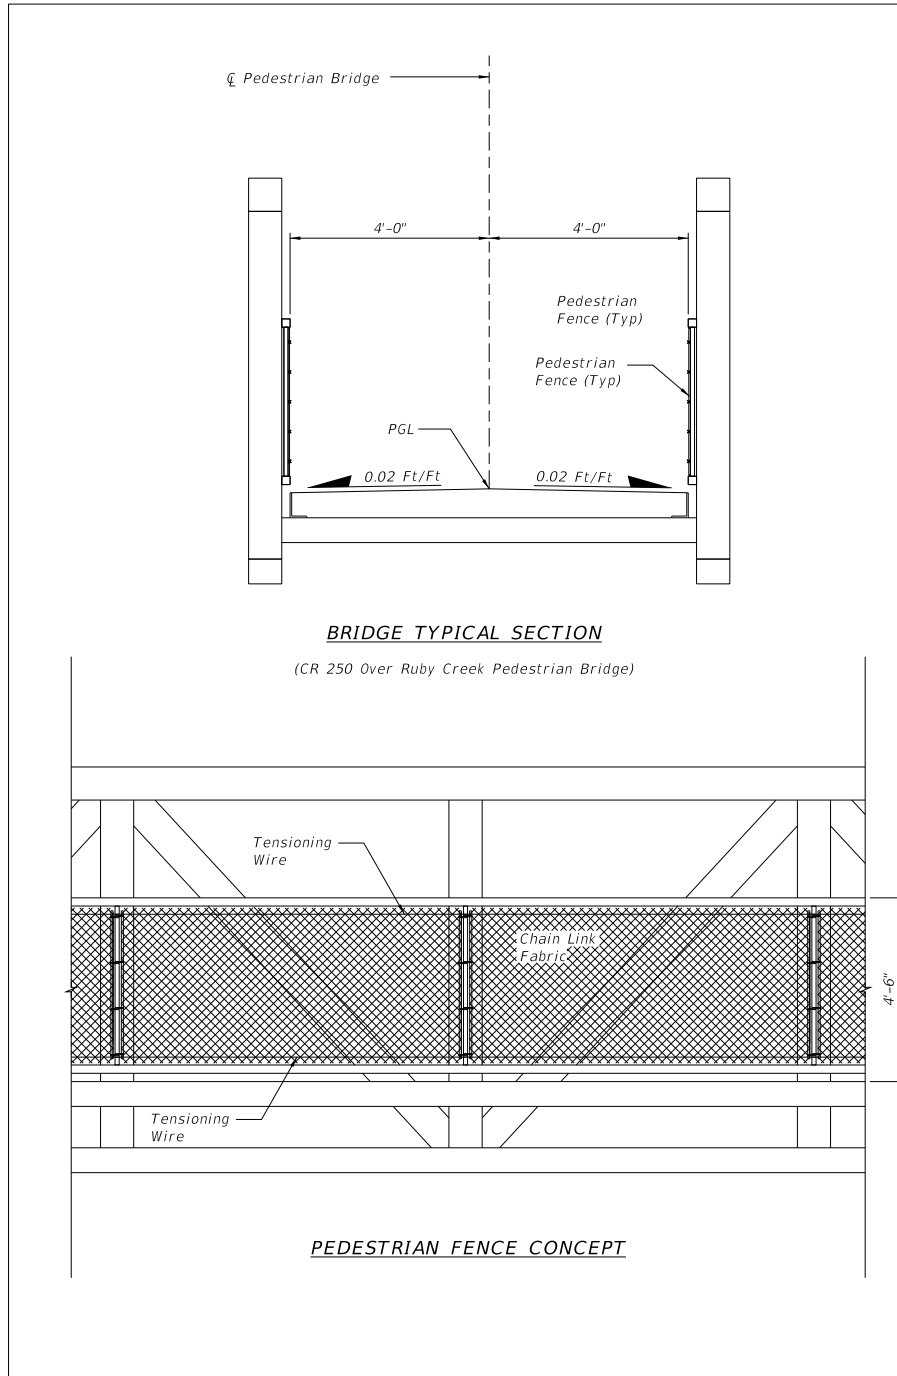 ℄ Pedestrian Bridge
4'-0"
4'-0"
Pedestrian
Fence (Typ)
Pedestrian
Fence (Typ)
PGL
0.02 Ft/Ft
0.02 Ft/Ft
BRIDGE TYPICAL SECTION
(CR 250 Over Ruby Creek Pedestrian Bridge)
Tensioning
Wire
Chain Link
Fabric
4'-6"
Tensioning
Wire
PEDESTRIAN FENCE CONCEPT